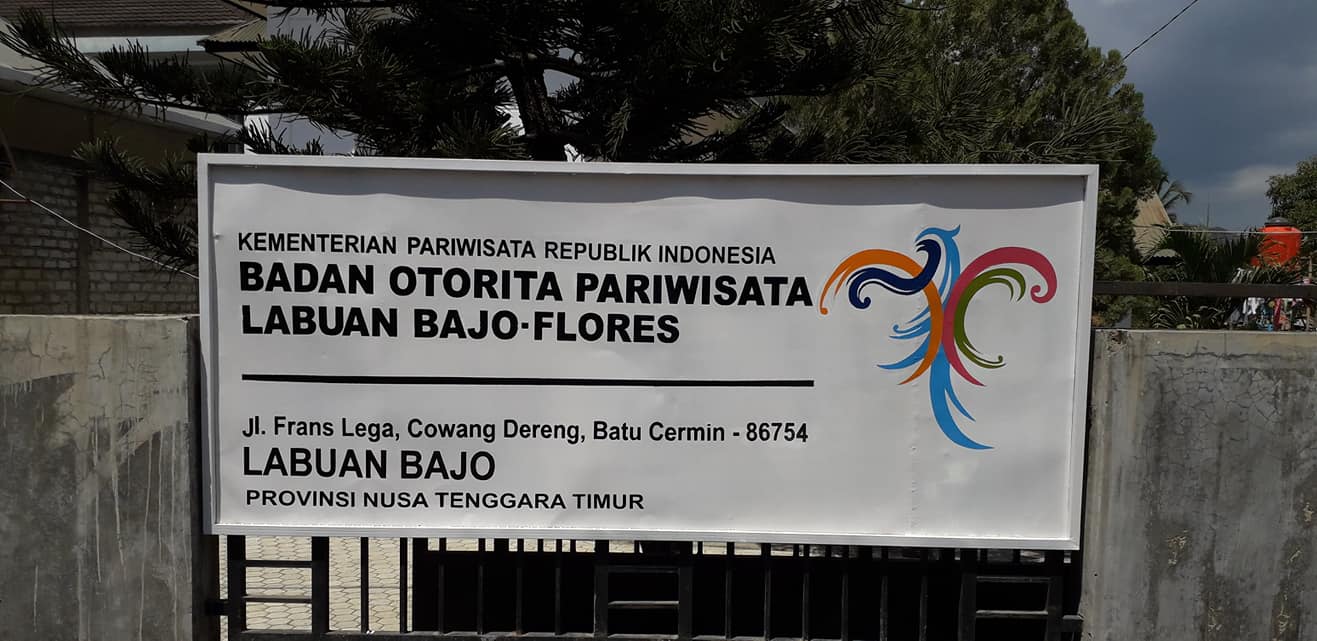 KEMENTERIAN PARIWISATA REPUBLIK INDONESIA
BADAN OTORITA PARIWISATA
LABUAN BAJO-FLORES
Jl. Frans Lega, Cowang Dereng, Batu Cermin - 86754
LABUAN BAJO
PROVINSI NUSA TENGGARA TIMUR